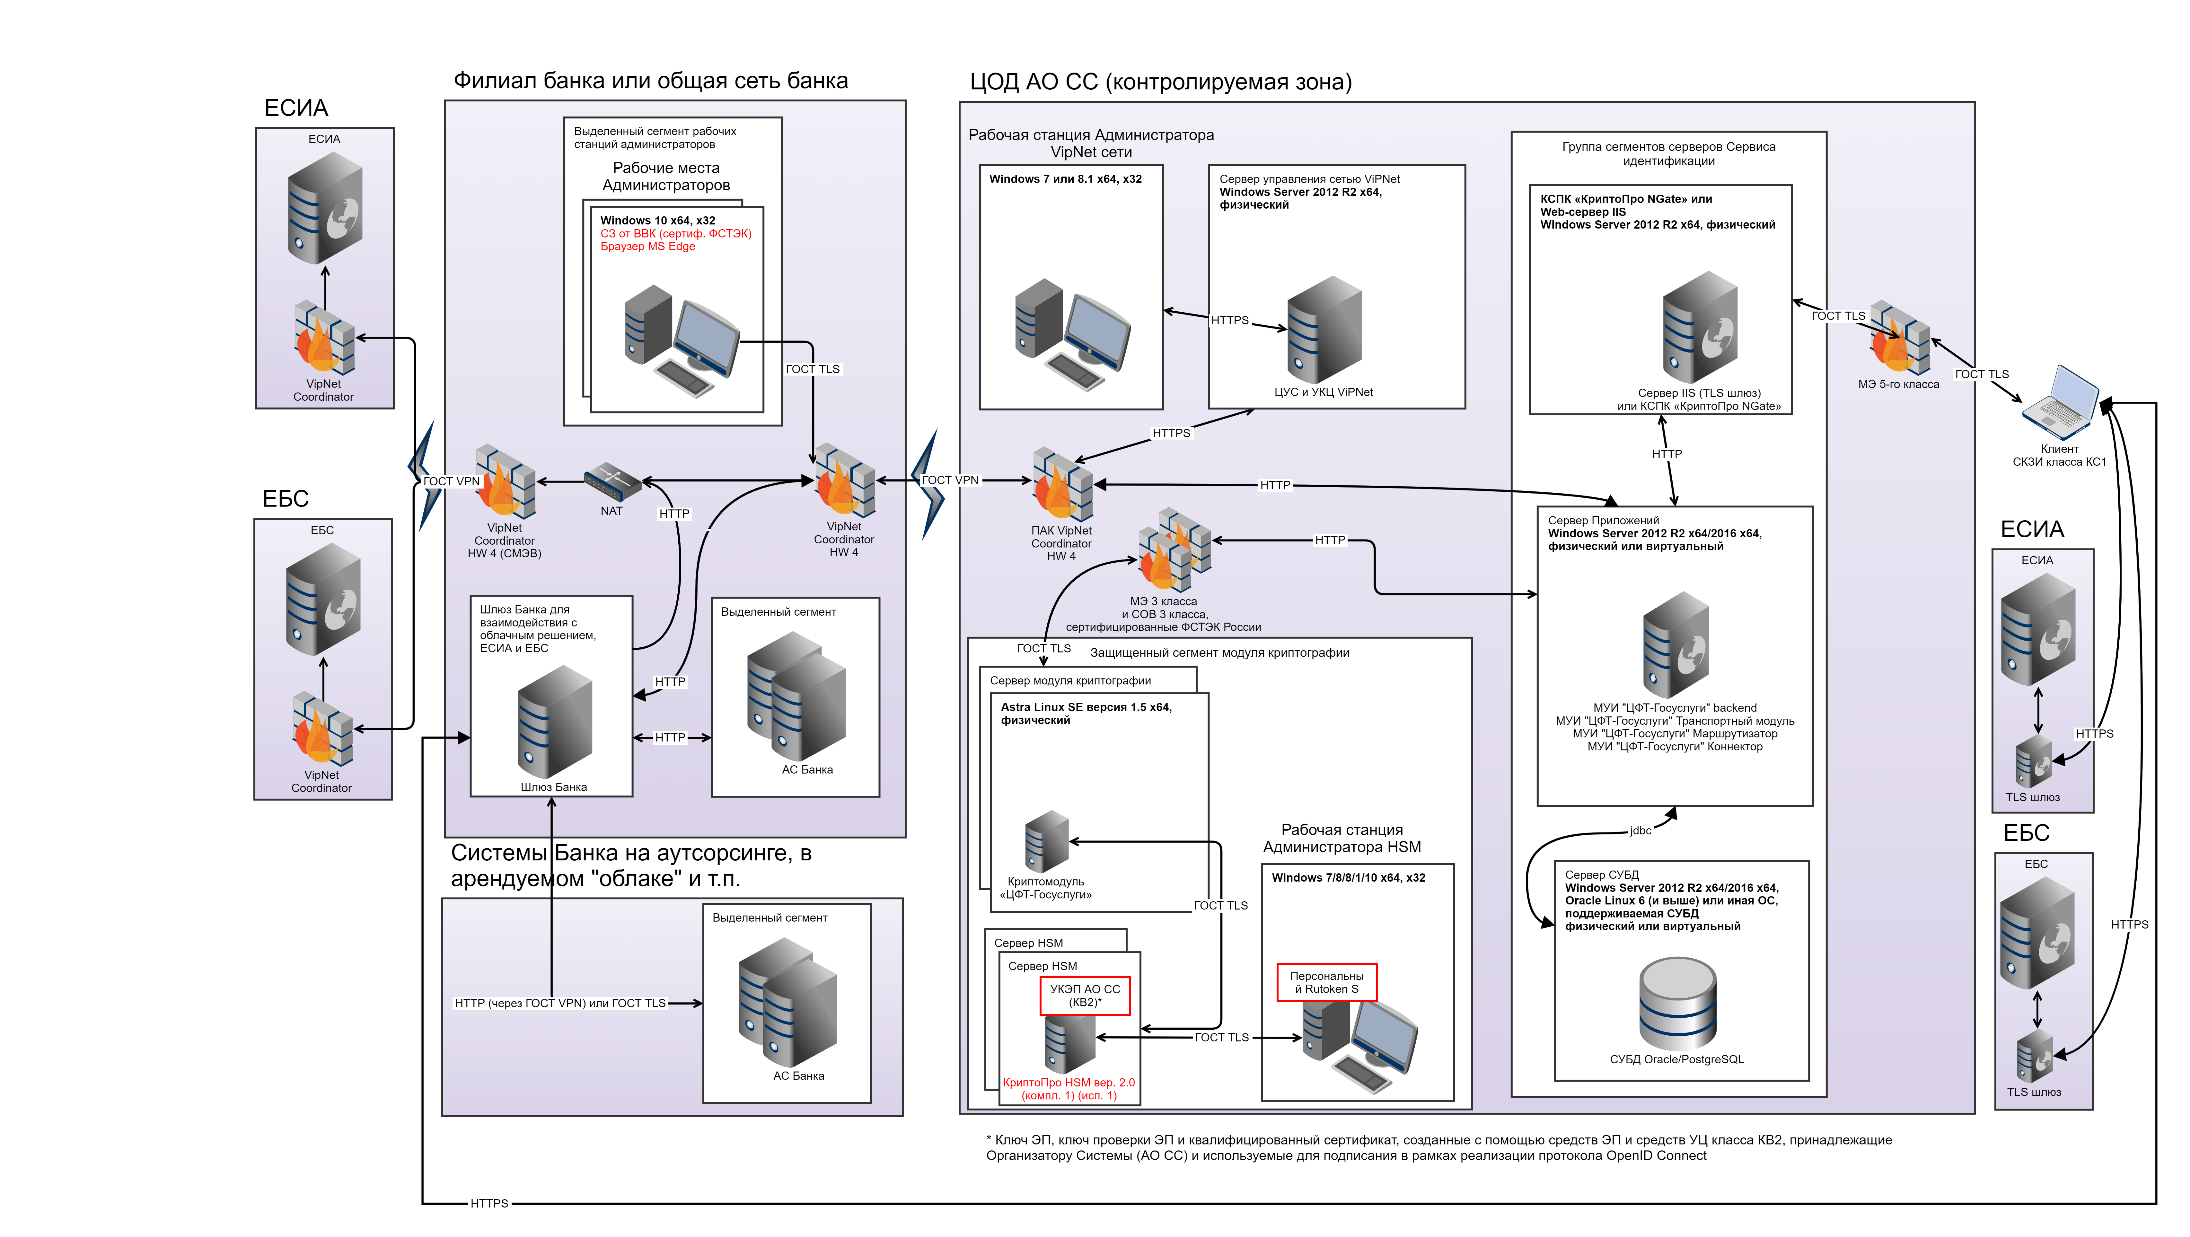 ЕСИА
ЕСИА
VipNet
Coordinator
ЕБС
ЕБС
VipNet
Coordinator
Филиал банка или общая сеть банка
Выделенный сегмент рабочих
станций администраторов
Рабочие места
Администраторов
Windows 10 x64, x32
СЗ от ВВК (сертиф. ФСТЭК)
Браузер MS Edge
ГОСТ TLS
ГОСТ VPN
VipNet
Coordinator
HW 4 (СМЭВ)
NAT
HTTP
VipNet
Coordinator
HW 4
Шлюз Банка для
взаимодействия с
облачным решением,
ЕСИА и ЕБС
Шлюз Банка
HTTP
HTTP
Выделенный сегмент
АС Банка
Системы Банка на аутсорсинге, в
арендуемом "облаке" и т.п.
Выделенный сегмент
HTTP (через ГОСТ VPN) или ГОСТ TLS
АС Банка
HTTPS
ЦОД АО СС (контролируемая зона)
Рабочая станция Администратора
VipNet сети
Windows 7 или 8.1 x64, x32
HTTPS
Сервер управления сетью ViPNet
Windows Server 2012 R2 x64,
физический
ЦУС и УКЦ ViPNet
HTTPS
ГОСТ VPN
ПАК VipNet
Coordinator
HW 4
HTTP
HTTP
МЭ 3 класса
и СОВ 3 класса,
сертифицированные ФСТЭК России
ГОСТ TLS
Защищенный сегмент модуля криптографии
Сервер модуля криптографии
Astra Linux SE версия 1.5 x64,
физический
Криптомодуль
«ЦФТ-Госуслуги»
ГОСТ TLS
Сервер HSM
Сервер HSM
УКЭП АО СС
(КВ2)*
КриптоПро HSM вер. 2.0
(компл. 1) (исп. 1)
ГОСТ TLS
Рабочая станция
Администратора HSM
Windows 7/8/8/1/10 x64, x32
Персональны
й Rutoken S
Группа сегментов серверов Сервиса
идентификации
КСПК «КриптоПро NGate» или
Web-сервер IIS
Windows Server 2012 R2 x64, физический
Сервер IIS (TLS шлюз)
или КСПК «КриптоПро NGate»
HTTP
Сервер Приложений
Windows Server 2012 R2 x64/2016 x64,
физический или виртуальный
МУИ "ЦФТ-Госуслуги" backend
МУИ "ЦФТ-Госуслуги" Транспортный модуль
МУИ "ЦФТ-Госуслуги" Маршрутизатор
МУИ "ЦФТ-Госуслуги" Коннектор
jdbc
Сервер СУБД
Windows Server 2012 R2 x64/2016 x64,
Oracle Linux 6 (и выше) или иная ОС,
поддерживаемая СУБД
физический или виртуальный
СУБД Oracle/PostgreSQL
ГОСТ TLS
МЭ 5-го класса
ГОСТ TLS
Клиент
СКЗИ класса КС1
ЕСИА
ЕСИА
HTTPS
TLS шлюз
ЕБС
ЕБС
HTTPS
TLS шлюз
* Ключ ЭП, ключ проверки ЭП и квалифицированный сертификат, созданные с помощью средств ЭП и средств УЦ класса КВ2, принадлежащие
Организатору Системы (АО СС) и используемые для подписания в рамках реализации протокола OpenID Connect